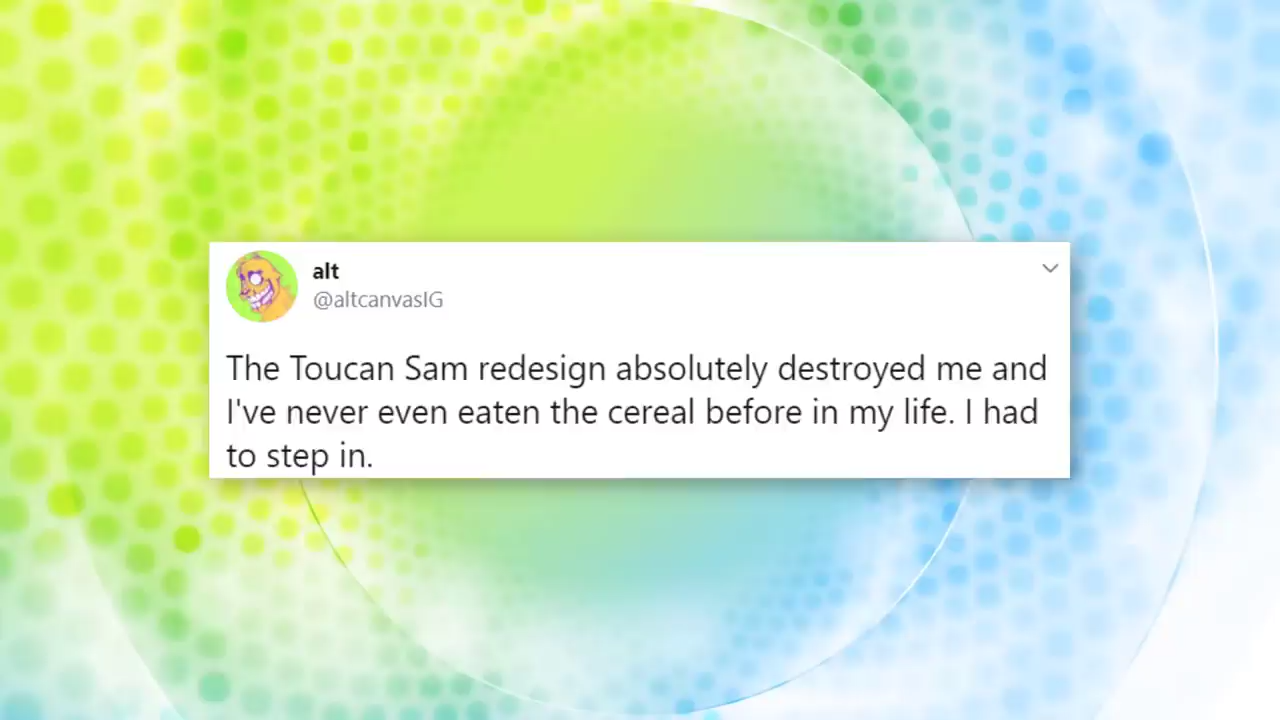 alt
@altcanvasIG
The Toucan Sam redesign absolutely destroyed me and
I've never even eaten the cereal before in my life. I had
to step in.